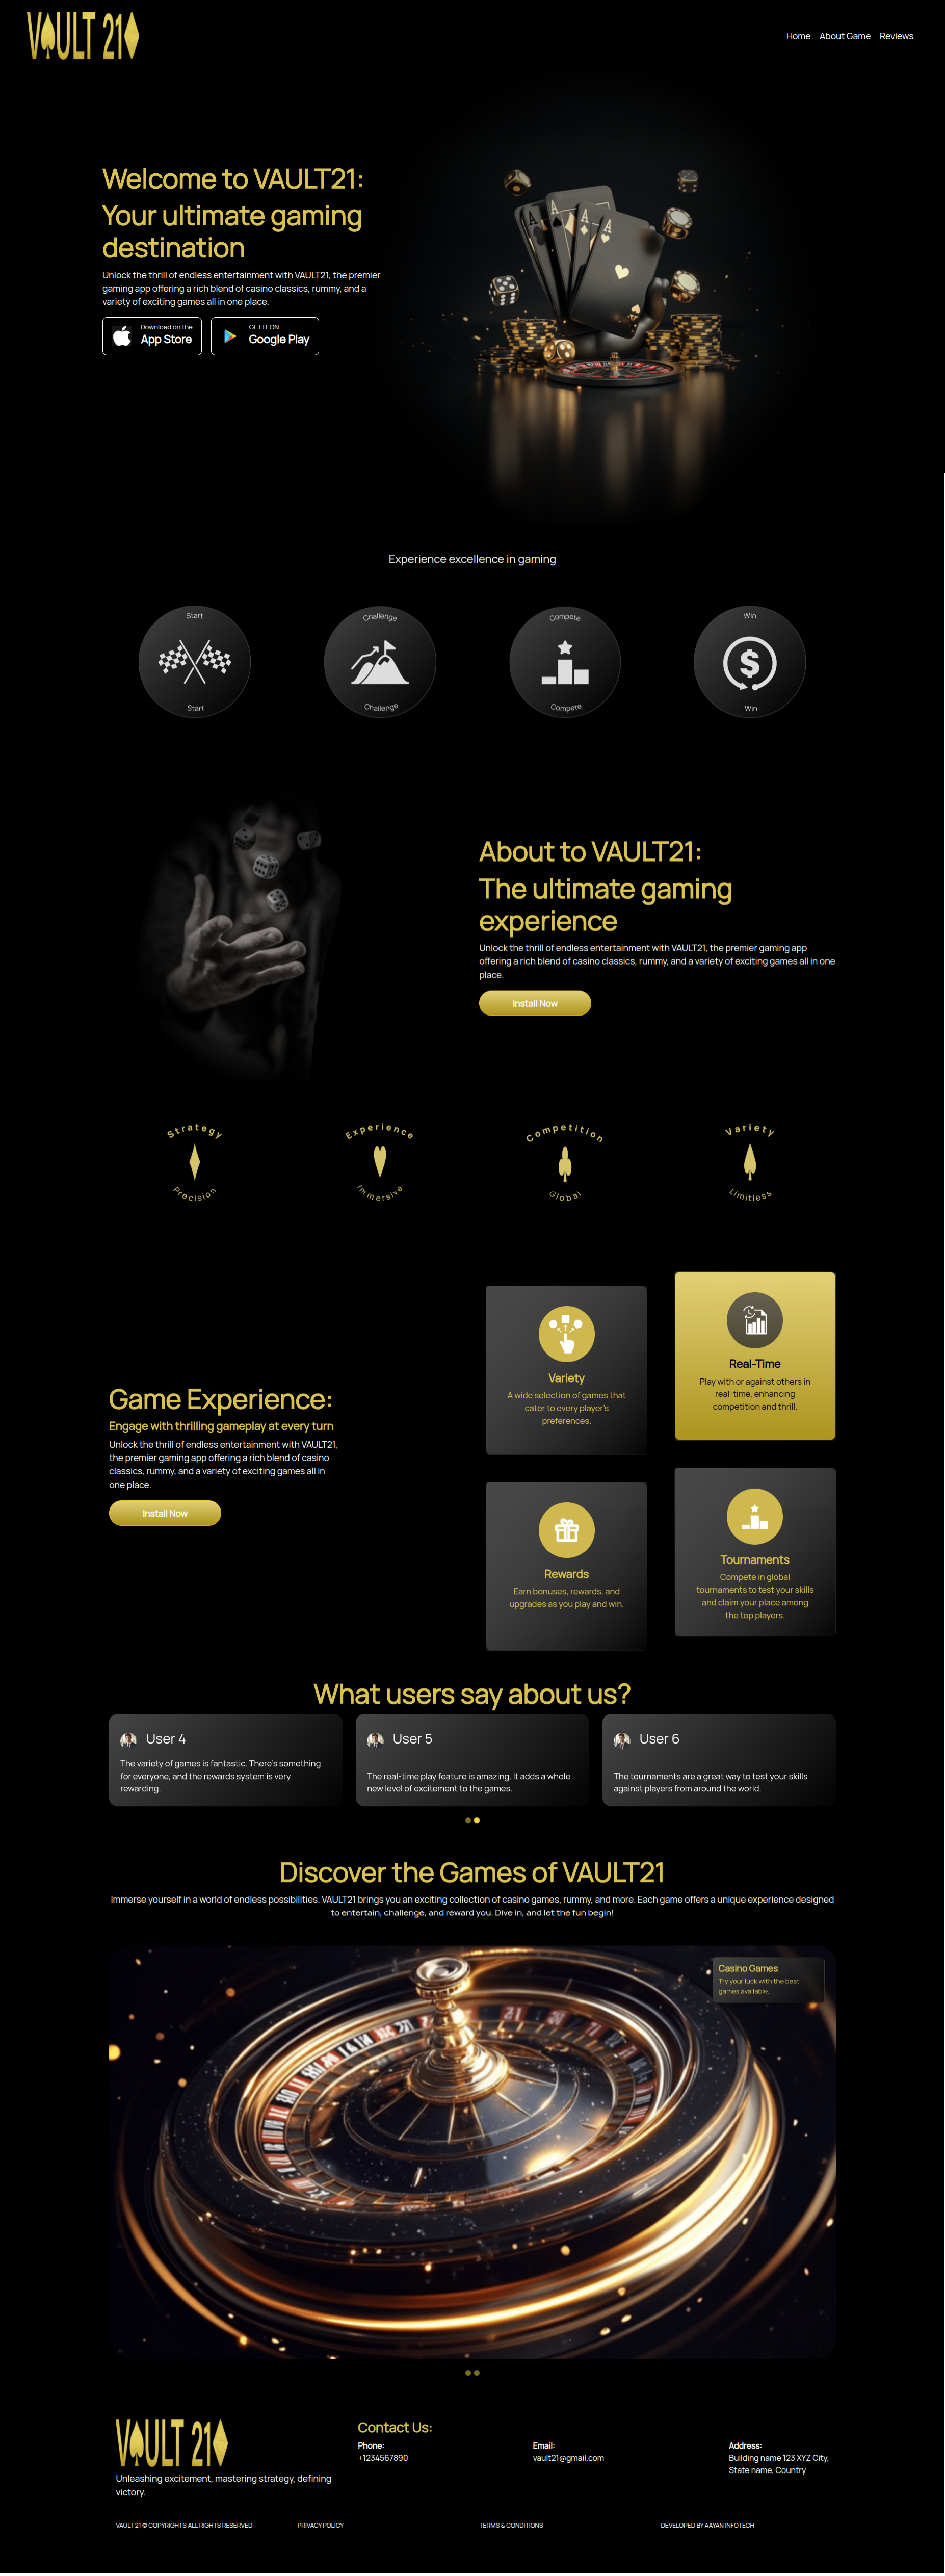 VAULT 21
Home About Game Reviews
Welcome to VAULT21:
Your ultimate gaming
destination
Unlock the thrill of endless entertainment with VAULT21, the premier
gaming app offering a rich blend of casino classics, rummy, and a
variety of exciting games all in one place.
Download on the
App Store
GET IT ON
Google Play
Experience excellence in gaming
Start
Start
Challenge
Challenge
Compete
Compete
Win
Win
About to VAULT21:
The ultimate gaming
experience
Unlock the thrill of endless entertainment with VAULT21, the premier gaming app
offering a rich blend of casino classics, rummy, and a variety of exciting games all in one
place.
Install Now
Strategy
Precision
Experience
Immersive
Competition
Global
Variety
Limitless
Game Experience:
Engage with thrilling gameplay at every turn
Unlock the thrill of endless entertainment with VAULT21,
the premier gaming app offering a rich blend of casino
classics, rummy, and a variety of exciting games all in
one place.
Install Now
Variety
A wide selection of games that
cater to every player's
preferences.
Real-Time
Play with or against others in
real-time, enhancing
competition and thrill.
Rewards
Earn bonuses, rewards, and
upgrades as you play and win.
Tournaments
Compete in global
tournaments to test your skills
and claim your place among
the top players.
What users say about us?
User 4
The variety of games is fantastic. There's something
for everyone, and the rewards system is very
rewarding.
User 5
The real-time play feature is amazing. It adds a whole
new level of excitement to the games.
User 6
The tournaments are a great way to test your skills
against players from around the world.
Discover the Games of VAULT21
Immerse yourself in a world of endless possibilities. VAULT21 brings you an exciting collection of casino games, rummy, and more. Each game offers a unique experience designed
to entertain, challenge, and reward you. Dive in, and let the fun begin!
Casino Games
Try your luck with the best
games available.
VAULT 21
Unleashing excitement, mastering strategy, defining
victory.
Contact Us:
Phone:
+1234567890
Email:
vault21@gmail.com
Address:
Building name 123 XYZ City,
State name, Country
VAULT 21 © COPYRIGHTS ALL RIGHTS RESERVED
PRIVACY POLICY
TERMS & CONDITIONS
DEVELOPED BY AAYAN INFOTECH